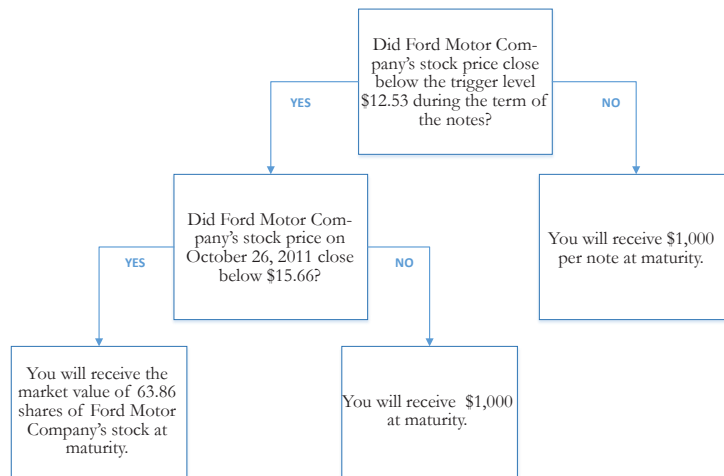 Did Ford Motor Com-
pany's stock price close
below the trigger level
$12.53 during the term of
the notes?
YES
NO
Did Ford Motor Com-
pany's stock price on
October 26, 2011 close
below $15.66?
You will receive $1,000
per note at maturity.
YES
NO
You will receive the
market value of 63.86
shares of Ford Motor
Company's stock at
maturity.
You will receive $1,000
at maturity.